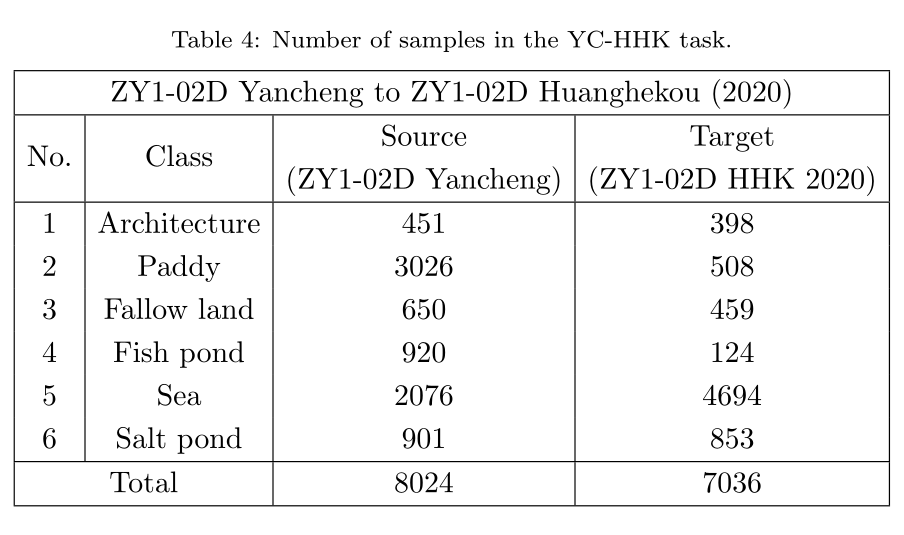 Table 4: Number of samples in the YC-HHK task.
ZY1-02D Yancheng to ZY1-02D Huanghekou (2020)
No. Class Source (ZY1-02D Yancheng) Target (ZY1-02D HHK 2020)
1 Architecture 451 398
2 Paddy 3026 508
3 Fallow land 650 459
4 Fish pond 920 124
5 Sea 2076 4694
6 Salt pond 901 853
Total 8024 7036